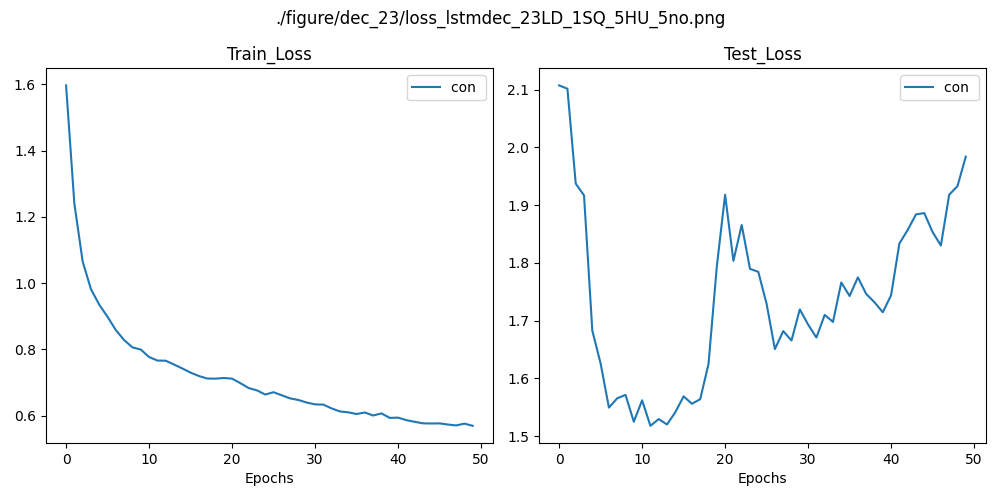 ./figure/dec_23/loss_lstmdec_23LD_1SQ_5HU_5no.png
Train_Loss
con
1.6
1.4
1.2
1.0
0.8
0.6
0 10 20 30 40 50
Epochs
Test_Loss
con
2.1
2.0
1.9
1.8
1.7
1.6
1.5
0 10 20 30 40 50
Epochs